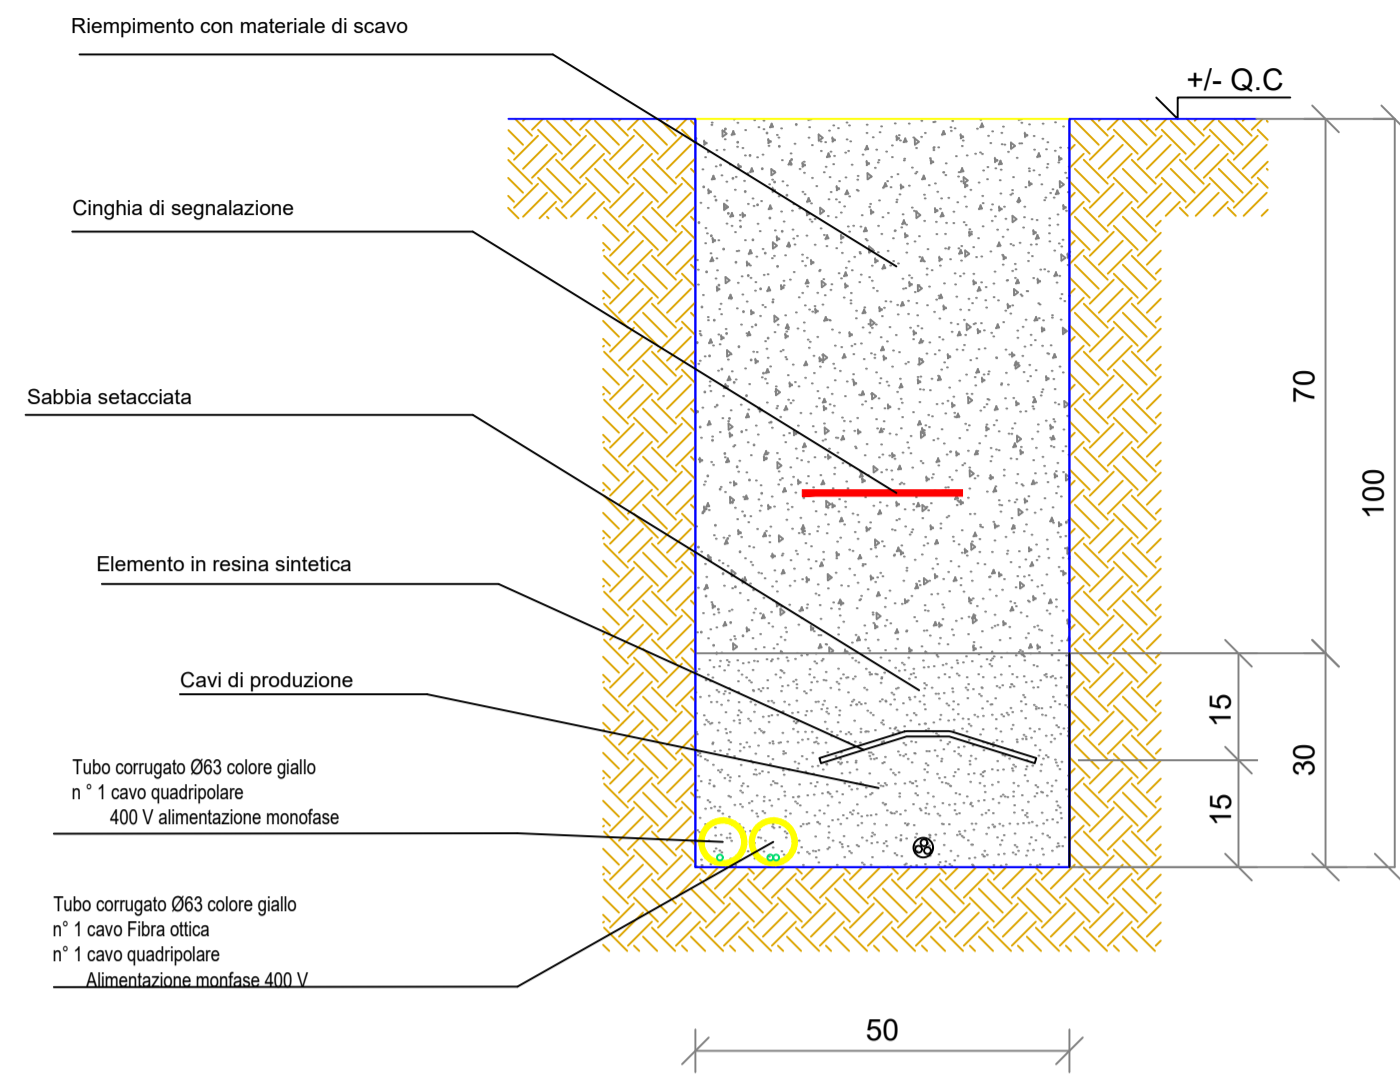 Riempimento con materiale di scavo
+/- Q.C
Cinghia di segnalazione
Sabbia setacciata
70
100
Elemento in resina sintetica
Cavi di produzione
15
30
15
Tubo corrugato Ø63 colore giallo
n ° 1 cavo quadripolare
400 V alimentazione monofase
Tubo corrugato Ø63 colore giallo
n° 1 cavo Fibra ottica
n° 1 cavo quadripolare
Alimentazione monfase 400 V
50